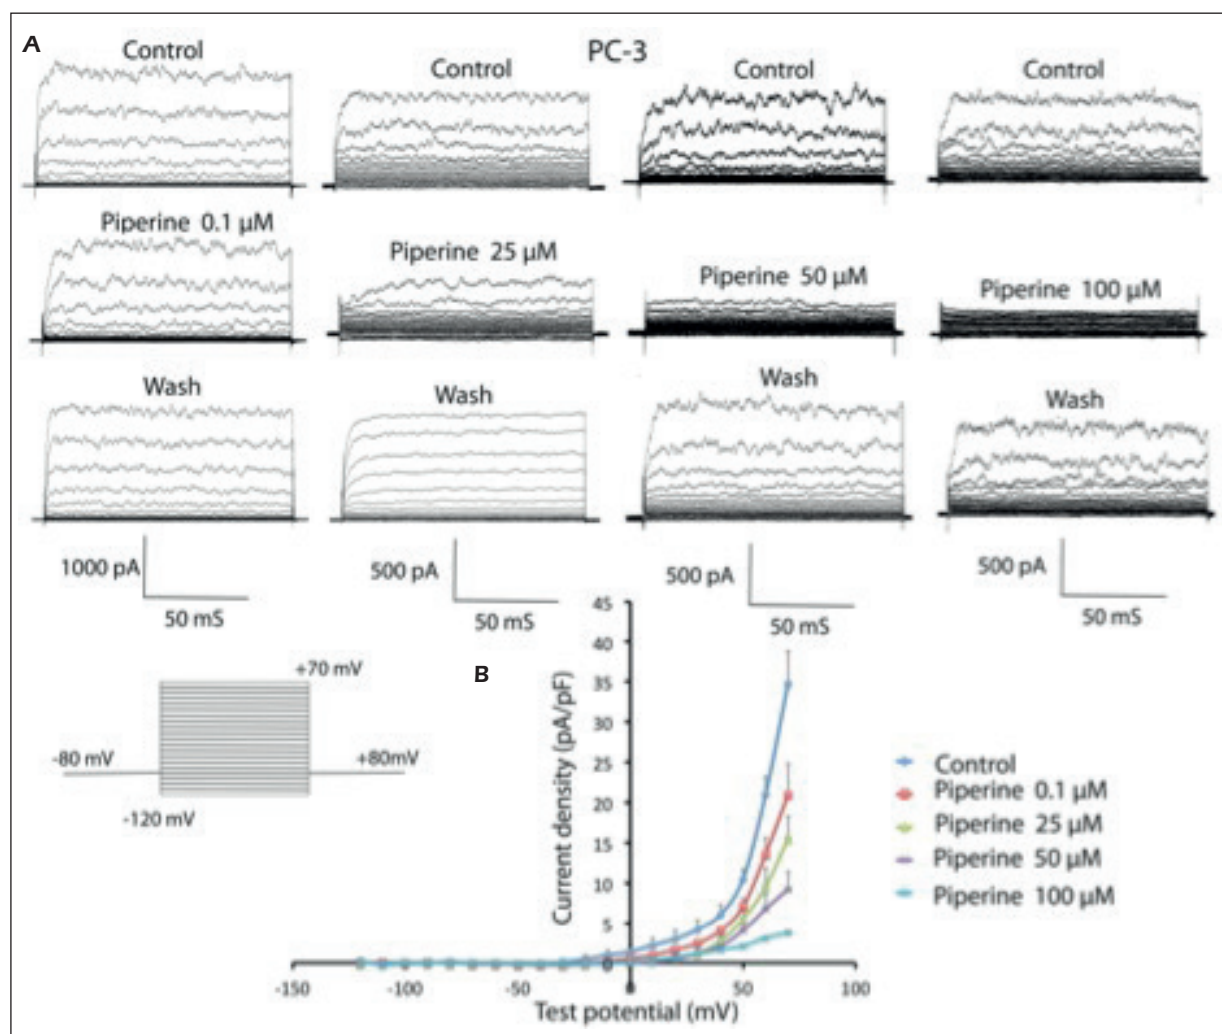 A
PC-3
Control
Control
Control
Control
Piperine 0.1 µM
Piperine 25 µM
Piperine 50 µM
Piperine 100 µM
Wash
Wash
Wash
Wash
1000 pA
50 mS
500 pA
50 mS
500 pA
50 mS
500 pA
50 mS
+70 mV
-80 mV
+80mV
-120 mV
B
Current density (pA/pF)
45
40
35
30
25
20
15
10
5
0
-150
-100
-50
0
50
100
Test potential (mV)
Control
Piperine 0.1 µM
Piperine 25 µM
Piperine 50 µM
Piperine 100 µM